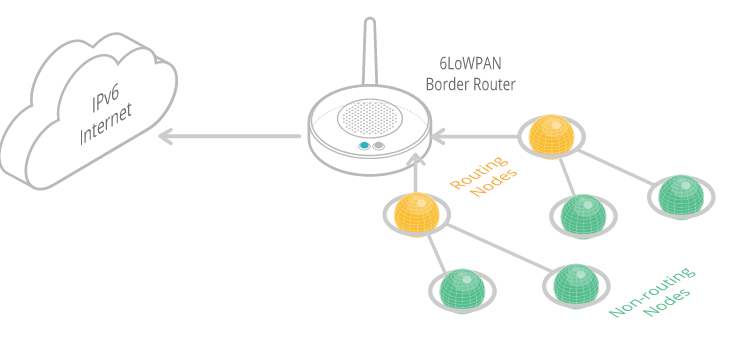 6LoWPAN
Border Router
IPv6
Internet
Routing
Nodes
Non-routing
Nodes